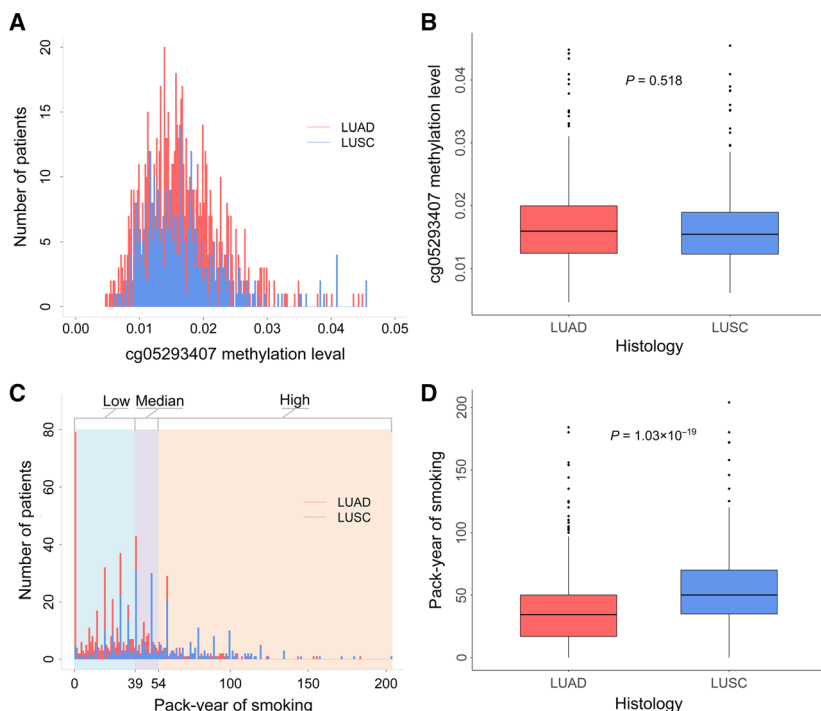 A
20
15
10
5
0
Number of patients
LUAD
LUSC
0.00 0.01 0.02 0.03 0.04 0.05
cg05293407 methylation leval
B
P = 0.518
cg05293407 methylation level
0.04
0.03
0.02
0.01
LUAD LUSC
Histology
C
Low Median High
80
60
40
20
0
Number of patients
LUAD
LUSC
0 39 54 100 200
Pack-year of smoking
D
P = 1.03×10⁻¹⁹
Pack-year of smoking
200
150
100
50
0
LUAD LUSC
Histology